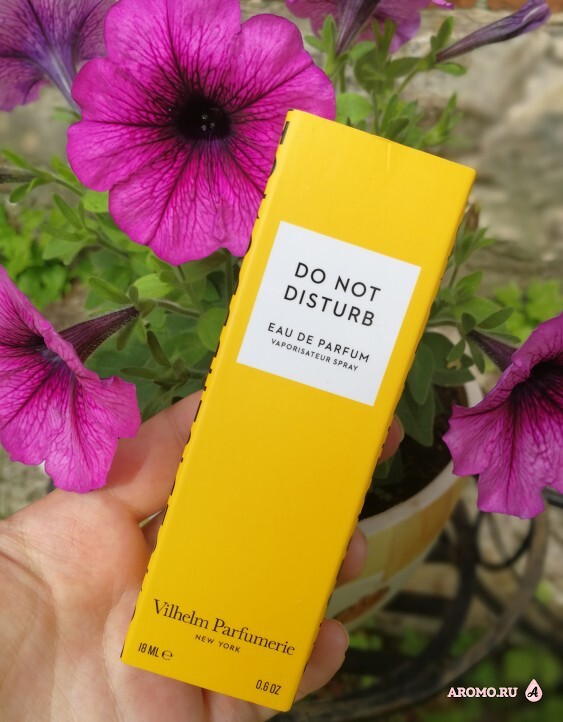 DO NOT
DISTURB
EAU DE PARFUM
VAPORISATEUR SPRAY
Vilhelm Parfumerie
NEW YORK
18 ML ℮
0.6 OZ
AROMO.RU A